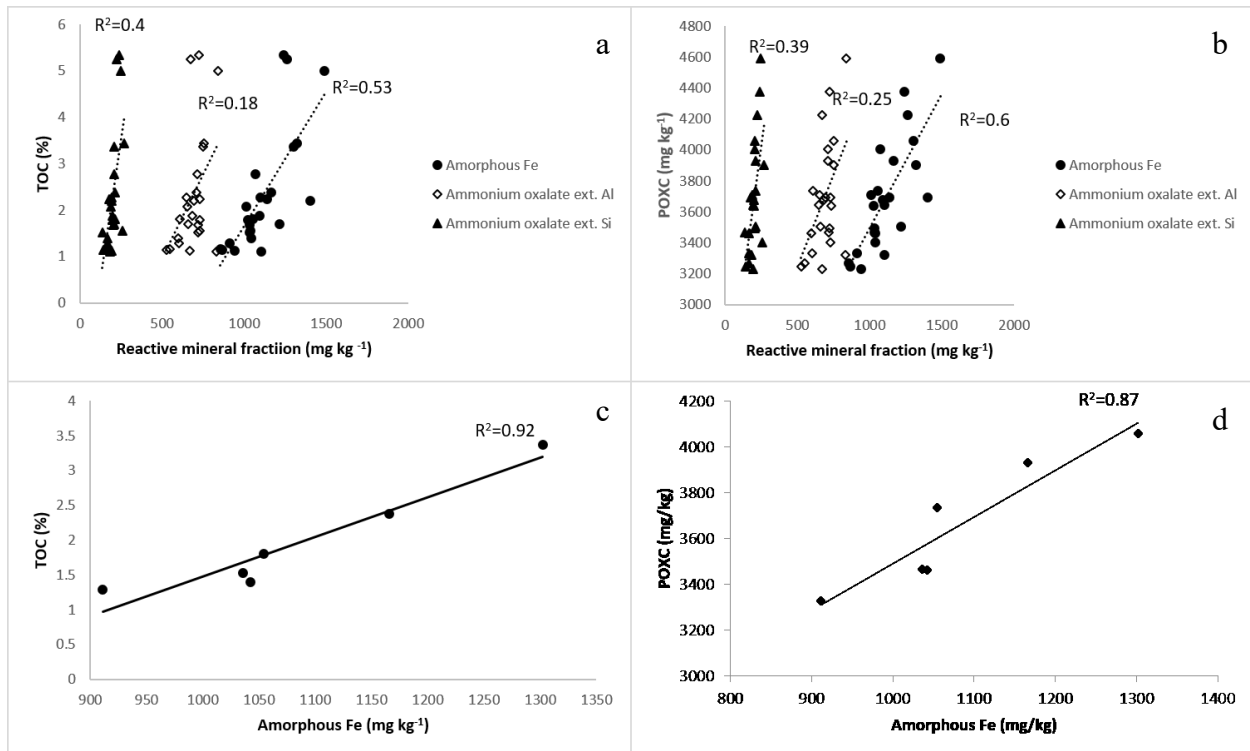 a
R²=0.4
R²=0.18
R²=0.53
6
5
4
3
2
1
0
TOC (%)
0 500 1000 1500 2000
Reactive mineral fractiion (mg kg ⁻¹)
Amorphous Fe
Ammonium oxalate ext. Al
Ammonium oxalate ext. Si
b
R²=0.39
R²=0.25
R²=0.6
4800
4600
4400
4200
4000
3800
3600
3400
3200
3000
POXC (mg kg⁻¹)
0 500 1000 1500 2000
Reactive mineral fraction (mg kg⁻¹)
Amorphous Fe
Ammonium oxalate ext. Al
Ammonium oxalate ext. Si
c
R²=0.92
4
3.5
3
2.5
2
1.5
1
0.5
0
TOC (%)
900 950 1000 1050 1100 1150 1200 1250 1300 1350
Amorphous Fe (mg kg⁻¹)
d
R²=0.87
4200
4000
3800
3600
3400
3200
3000
POXC (mg/kg)
800 900 1000 1100 1200 1300 1400
Amorphous Fe (mg/kg)